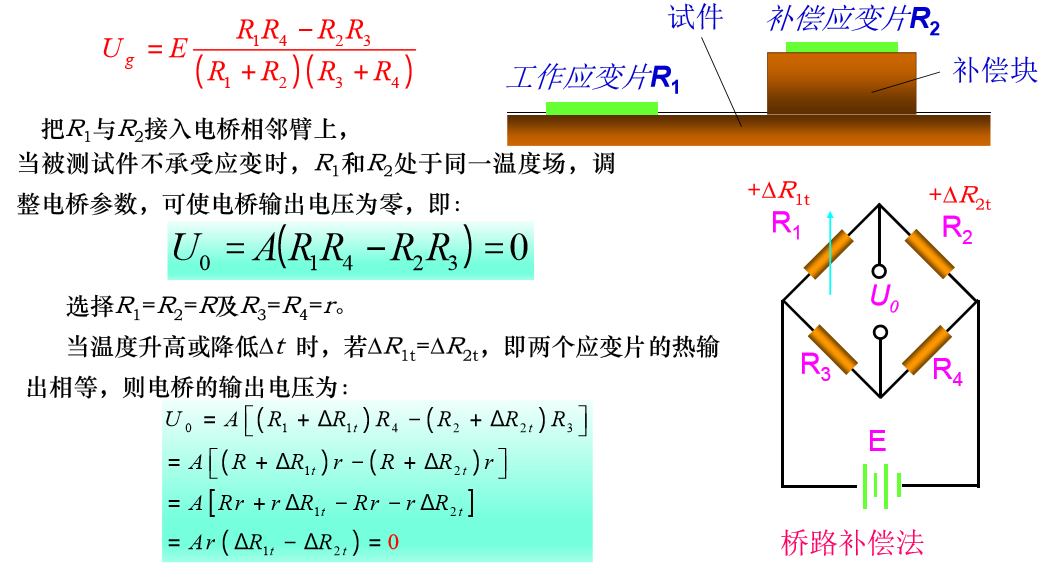 U_g = E (R₁R₄ − R₂R₃) / ((R₁ + R₂)(R₃ + R₄))
试件
补偿应变片R₂
工作应变片R₁
补偿块
把R₁与R₂接入电桥相邻臂上，
当被测试件不承受应变时，R₁和R₂处于同一温度场，调
整电桥参数，可使电桥输出电压为零，即：
U₀ = A(R₁R₄ − R₂R₃) = 0
选择R₁=R₂=R及R₃=R₄=r。
当温度升高或降低Δt 时，若ΔR₁t=ΔR₂t，即两个应变片的热输
出相等，则电桥的输出电压为：
U₀ = A[(R₁ + ΔR₁t)R₄ − (R₂ + ΔR₂t)R₃]
= A[(R + ΔR₁t)r − (R + ΔR₂t)r]
= A[Rr + rΔR₁t − Rr − rΔR₂t]
= Ar(ΔR₁t − ΔR₂t) = 0
+ΔR₁t
+ΔR₂t
R₁
R₂
U₀
R₃
R₄
E
桥路补偿法